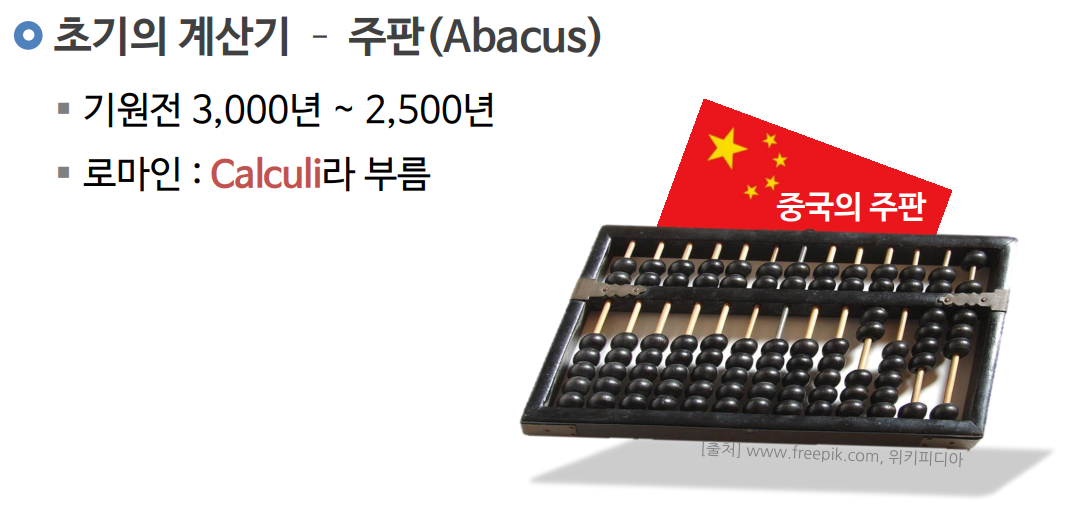 초기의 계산기 - 주판(Abacus)
기원전 3,000년 ~ 2,500년
로마인 : Calculi라 부름
중국의 주판
[출처] www.freepik.com, 위키피디아